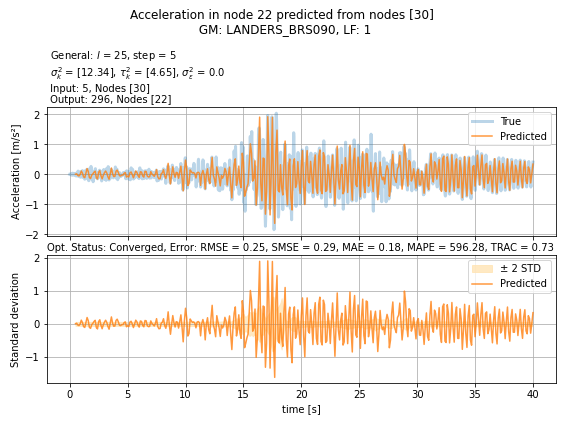 Acceleration in node 22 predicted from nodes [30]
GM: LANDERS_BRS090, LF: 1
General: l = 25, step = 5
σ²ₖ = [12.34], τ²ₖ = [4.65], σ²ε = 0.0
Input: 5, Nodes [30]
Output: 296, Nodes [22]
Acceleration [m/s²]
2
1
0
−1
−2
True
Predicted
Opt. Status: Converged, Error: RMSE = 0.25, SMSE = 0.29, MAE = 0.18, MAPE = 596.28, TRAC = 0.73
Standard deviation
2
1
0
−1
± 2 STD
Predicted
0 5 10 15 20 25 30 35 40
time [s]